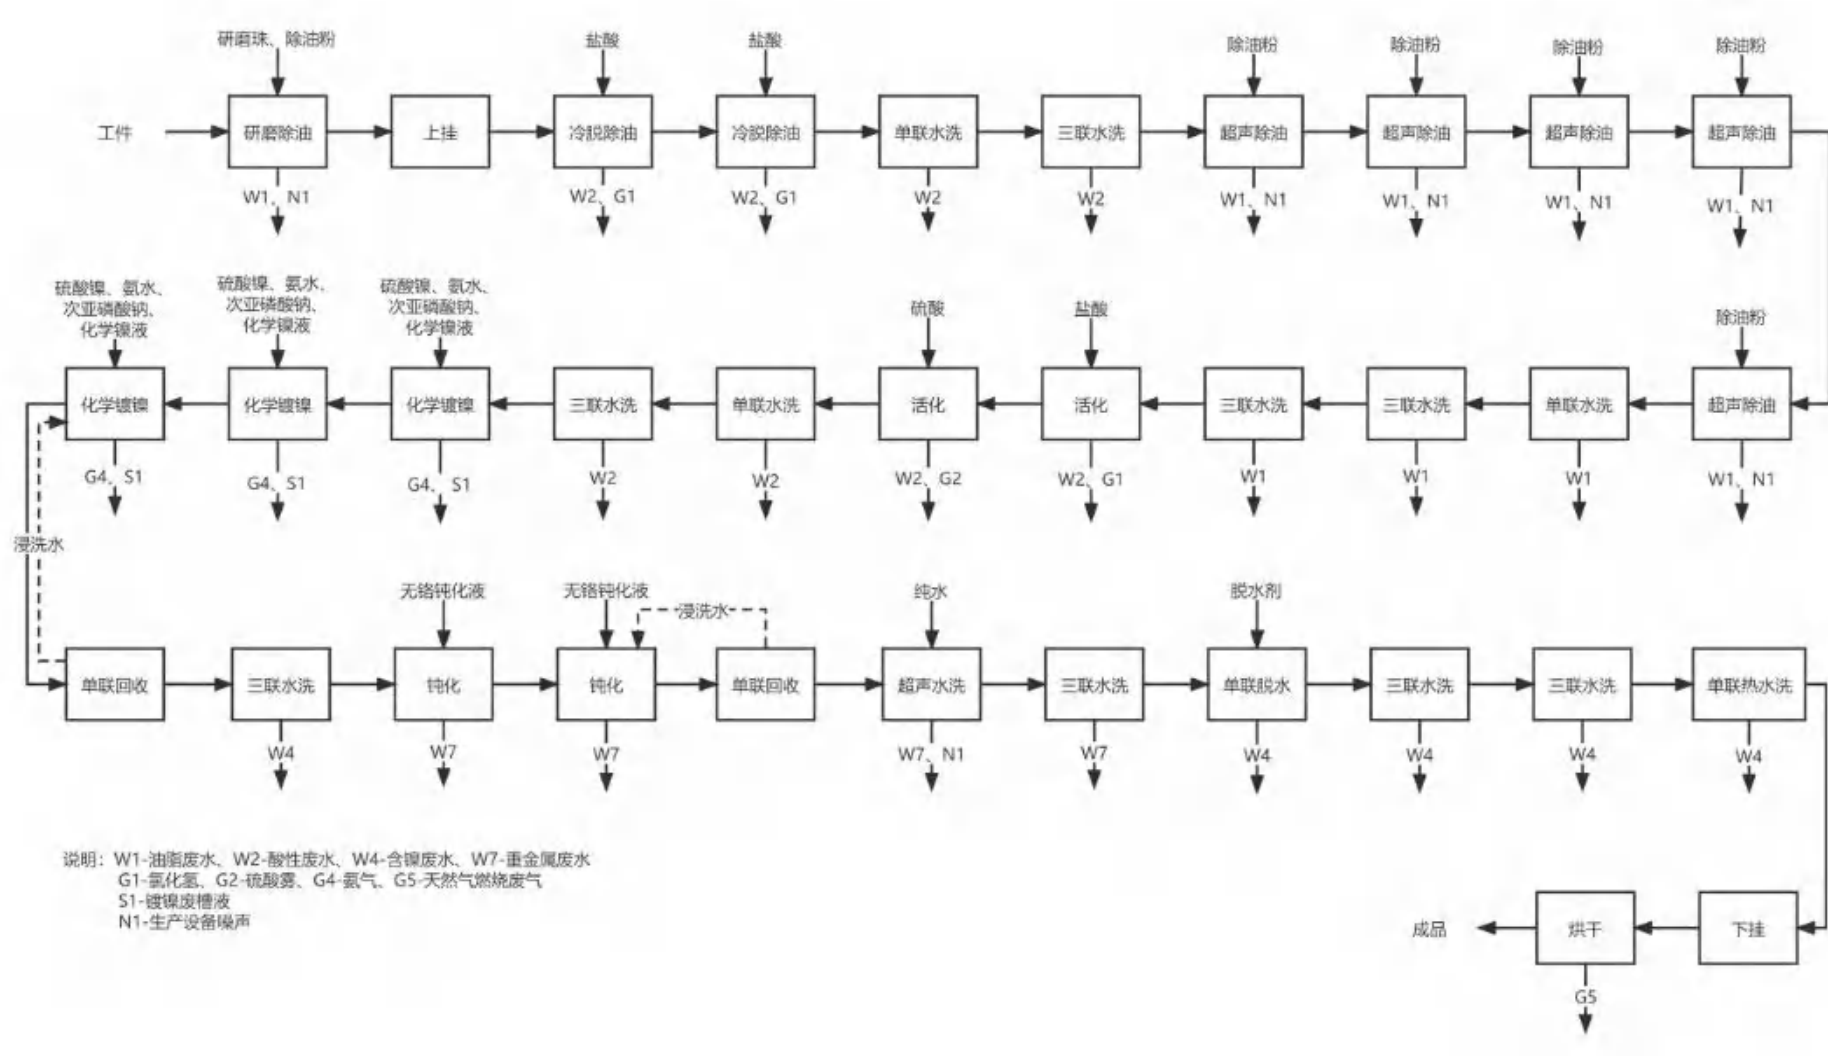 研磨珠、除油粉
盐酸
盐酸
除油粉
除油粉
除油粉
除油粉
工件
研磨除油
上挂
冷脱除油
冷脱除油
单联水洗
三联水洗
超声除油
超声除油
超声除油
超声除油
W1、N1
W2、G1
W2、G1
W2
W2
W1、N1
W1、N1
W1、N1
W1、N1
硫酸镍、氨水、
次亚磷酸钠、
化学镍液
硫酸镍、氨水、
次亚磷酸钠、
化学镍液
硫酸镍、氨水、
次亚磷酸钠、
化学镍液
硫酸
盐酸
除油粉
化学镀镍
化学镀镍
化学镀镍
三联水洗
单联水洗
活化
活化
三联水洗
三联水洗
单联水洗
超声除油
G4、S1
G4、S1
G4、S1
W2
W2
W2、G2
W2、G1
W1
W1
W1
W1、N1
浸洗水
无铬钝化液
无铬钝化液
浸洗水
纯水
脱水剂
单联回收
三联水洗
钝化
钝化
单联回收
超声水洗
三联水洗
单联脱水
三联水洗
三联水洗
单联热水洗
W4
W7
W7
W7、N1
W7
W4
W4
W4
W4
说明：W1-油脂废水、W2-酸性废水、W4-含镍废水、W7-重金属废水
G1-氯化氢、G2-硫酸雾、G4-氨气、G5-天然气燃烧废气
S1-镀镍废槽液
N1-生产设备噪声
成品
烘干
下挂
G5